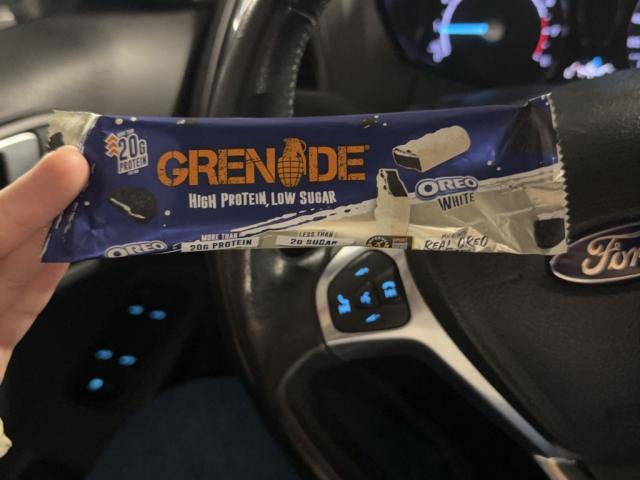 20G
PROTEIN
GRENADE
HIGH PROTEIN, LOW SUGAR
OREO
WHITE
OREO
MORE THAN
20G PROTEIN
LESS THAN
2G SUGAR
REAL OREO
Ford